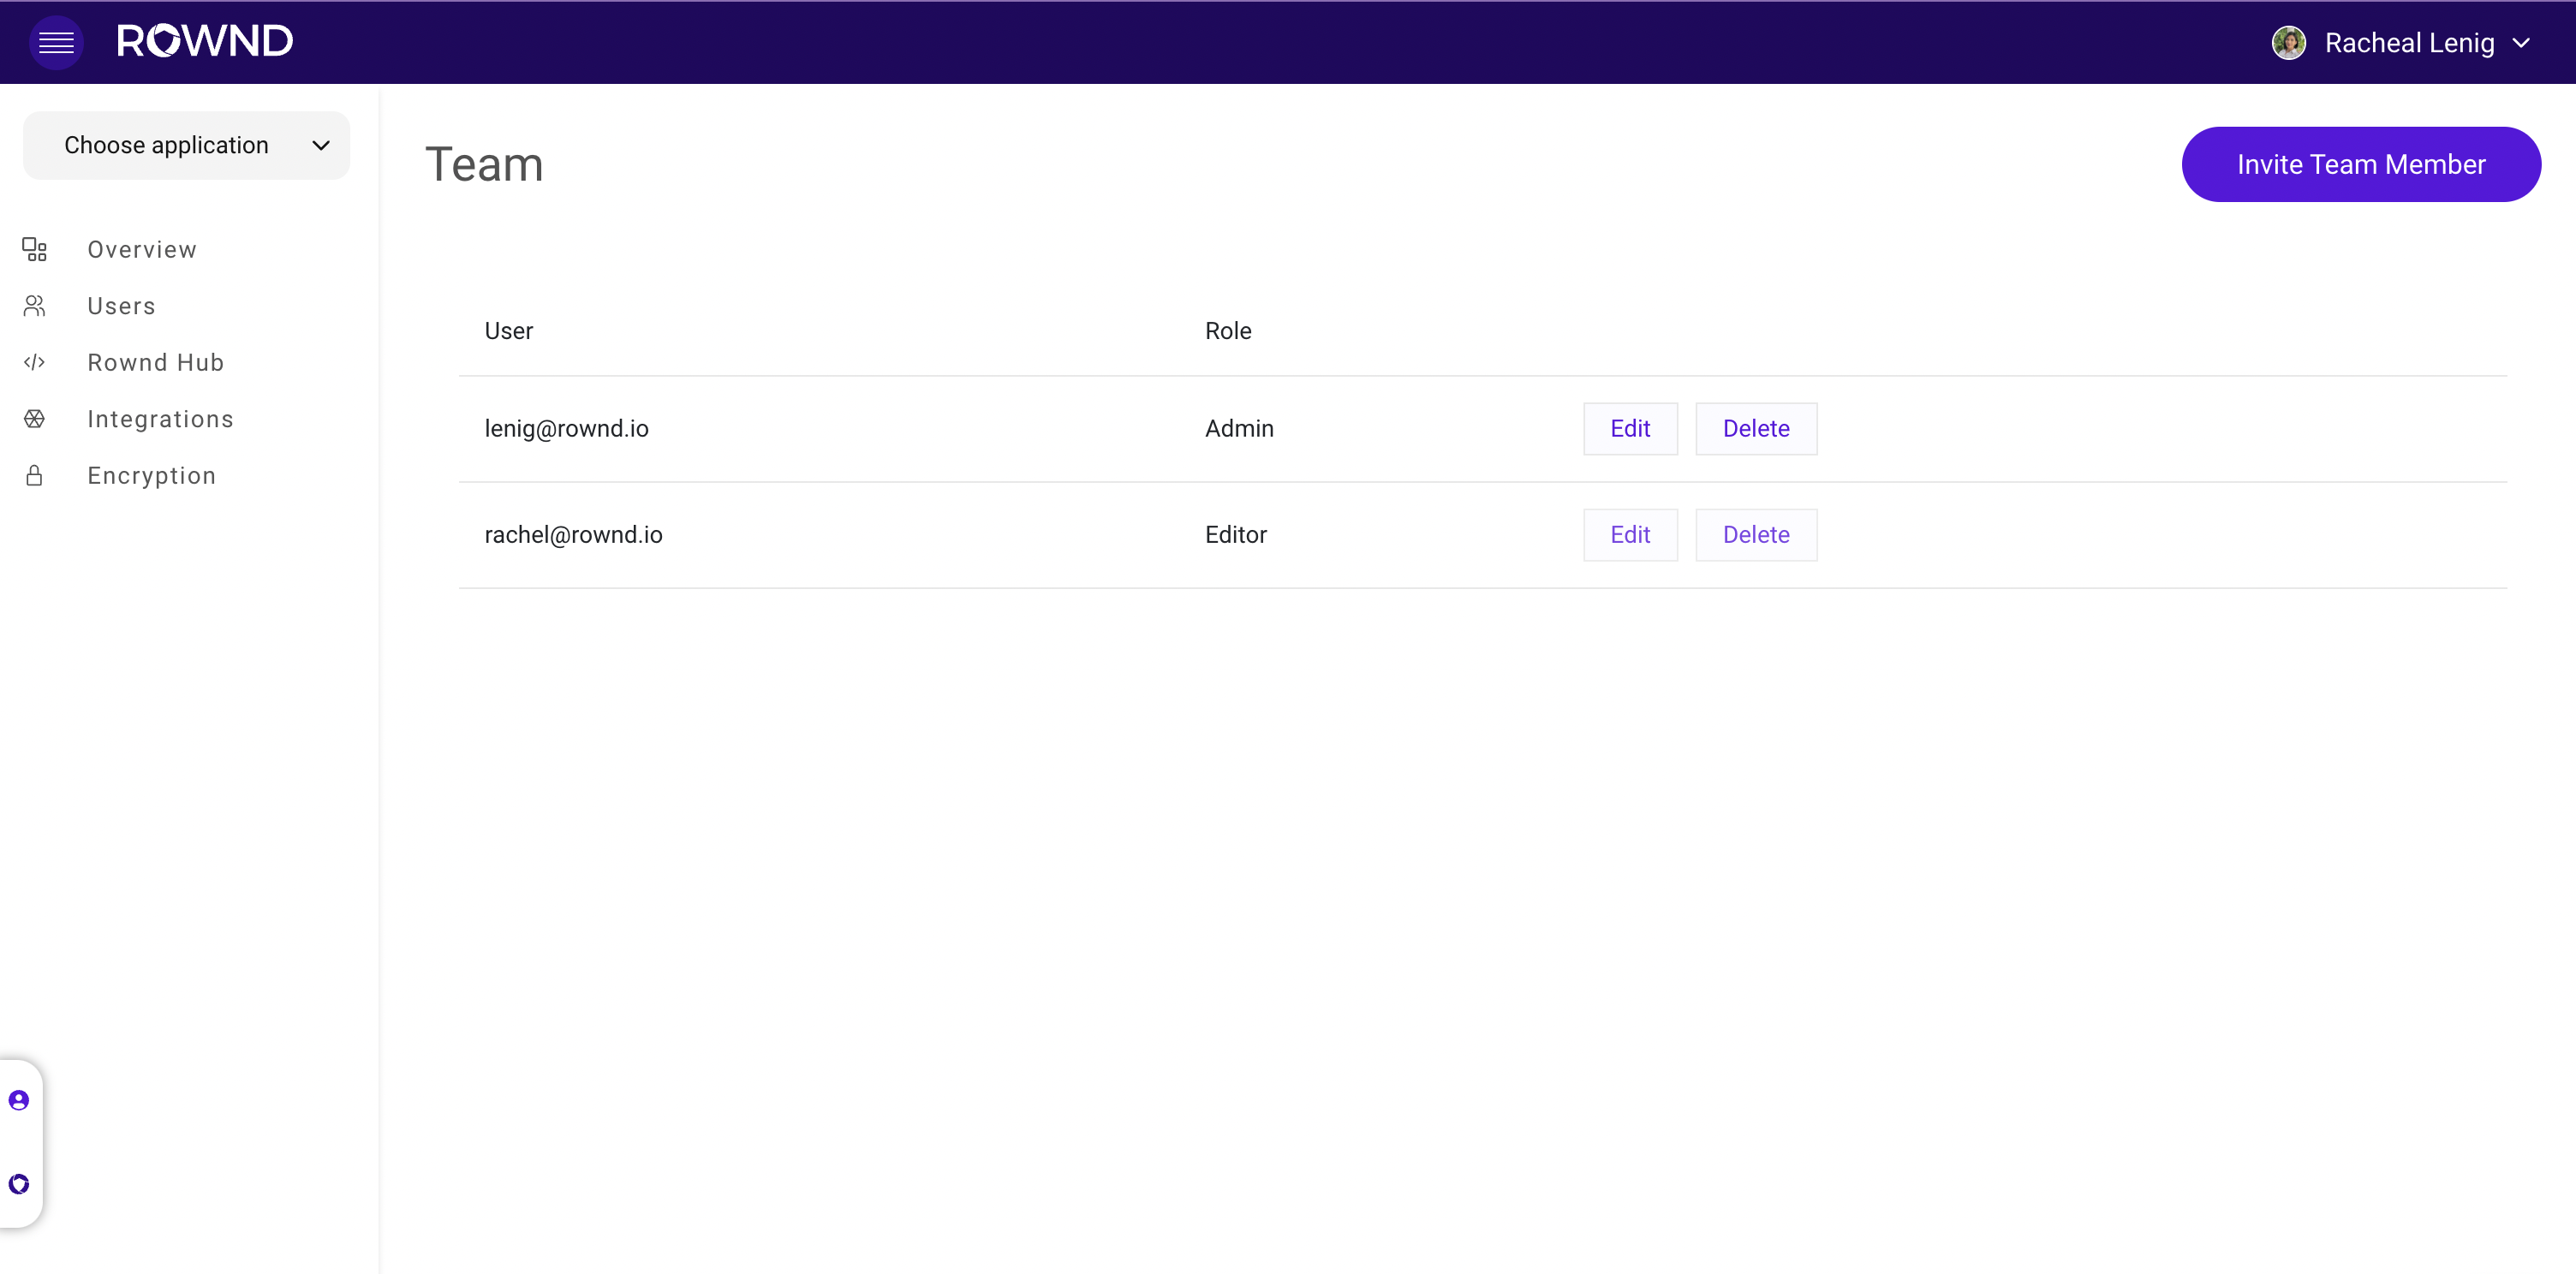 ROWND
Racheal Lenig
Choose application
Team
Invite Team Member
Overview
Users
Rownd Hub
Integrations
Encryption
User Role
lenig@rownd.io Admin Edit Delete
rachel@rownd.io Editor Edit Delete